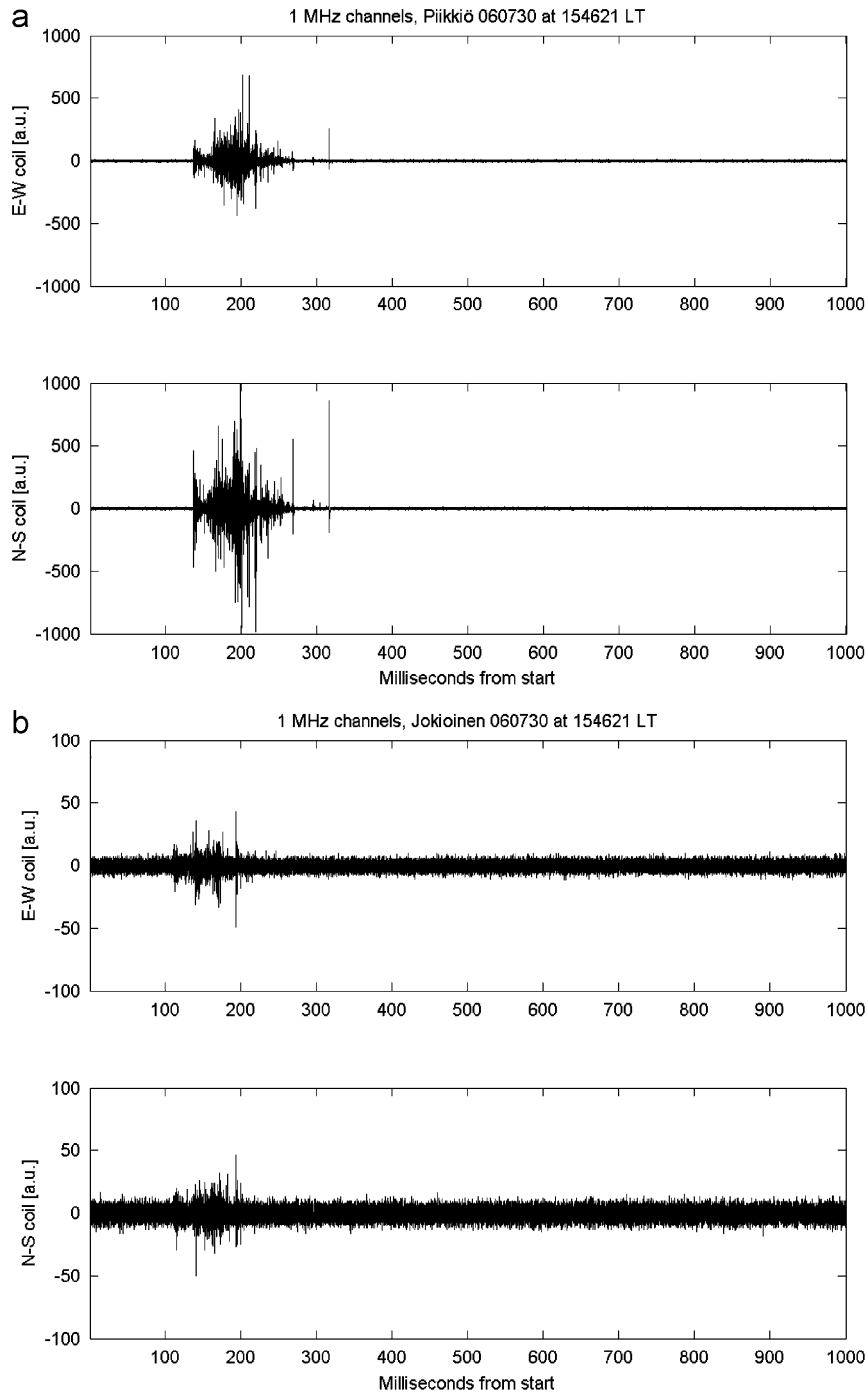 a
1 MHz channels, Piikkiö 060730 at 154621 LT
1000
500
0
-500
-1000
E-W coil [a.u.]
100 200 300 400 500 600 700 800 900 1000
1000
500
0
-500
-1000
N-S coil [a.u.]
100 200 300 400 500 600 700 800 900 1000
Milliseconds from start
b
1 MHz channels, Jokioinen 060730 at 154621 LT
100
50
0
-50
-100
E-W coil [a.u.]
100 200 300 400 500 600 700 800 900 1000
100
50
0
-50
-100
N-S coil [a.u.]
100 200 300 400 500 600 700 800 900 1000
Milliseconds from start